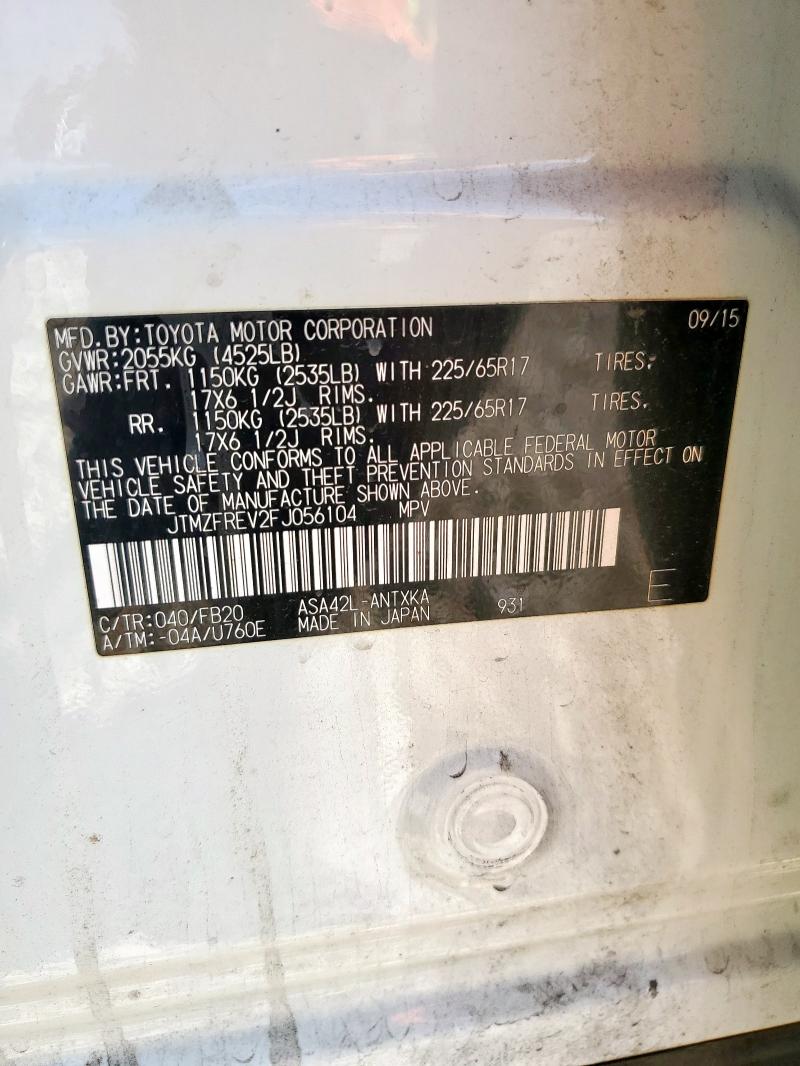 MFD.BY:TOYOTA MOTOR CORPORATION 09/15
GVWR:2055KG (4525LB)
GAWR:FRT. 1150KG (2535LB) WITH 225/65R17 TIRES.
17X6 1/2J RIMS.
RR. 1150KG (2535LB) WITH 225/65R17 TIRES.
17X6 1/2J RIMS.
THIS VEHICLE CONFORMS TO ALL APPLICABLE FEDERAL MOTOR
VEHICLE SAFETY AND THEFT PREVENTION STANDARDS IN EFFECT ON
THE DATE OF MANUFACTURE SHOWN ABOVE.
JTMZFREV2FJ056104 MPV
C/TR:040/FB20 ASA42L-ANTXKA 931 E
A/TM:-04A/U760E MADE IN JAPAN